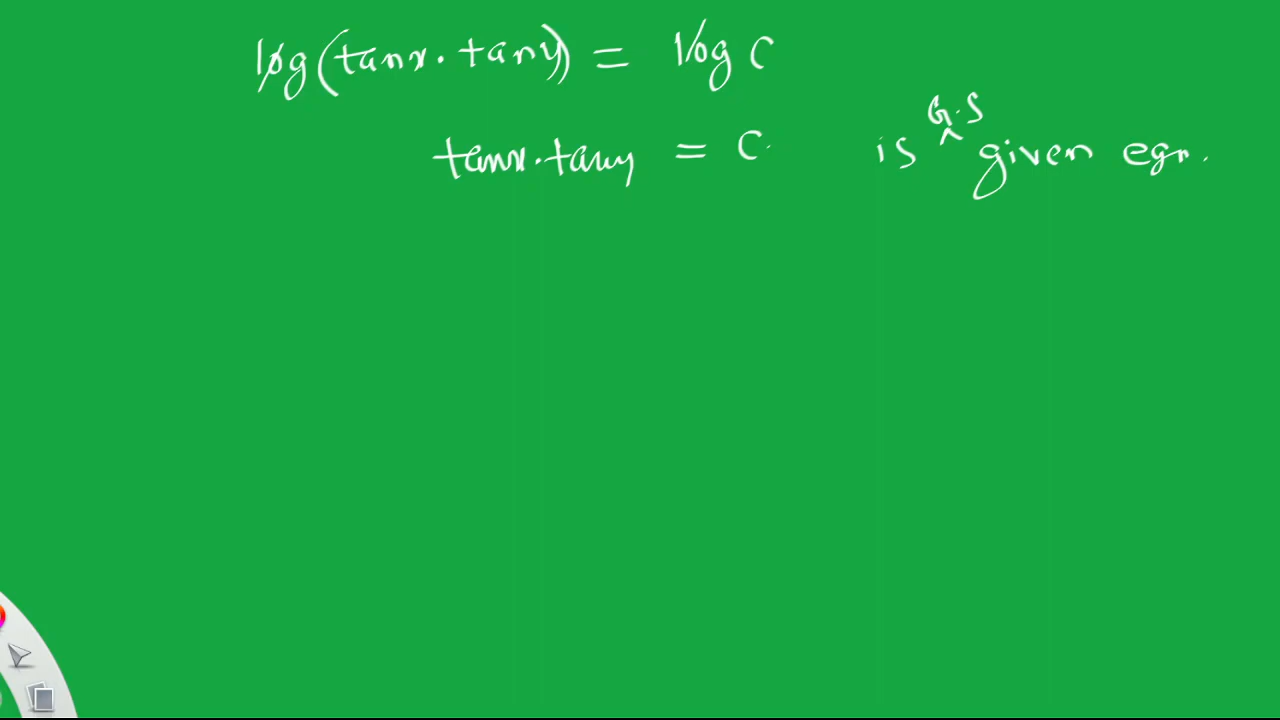 log(tanx.tany) = log C
tanx.tany = C. is G.S given eqn.